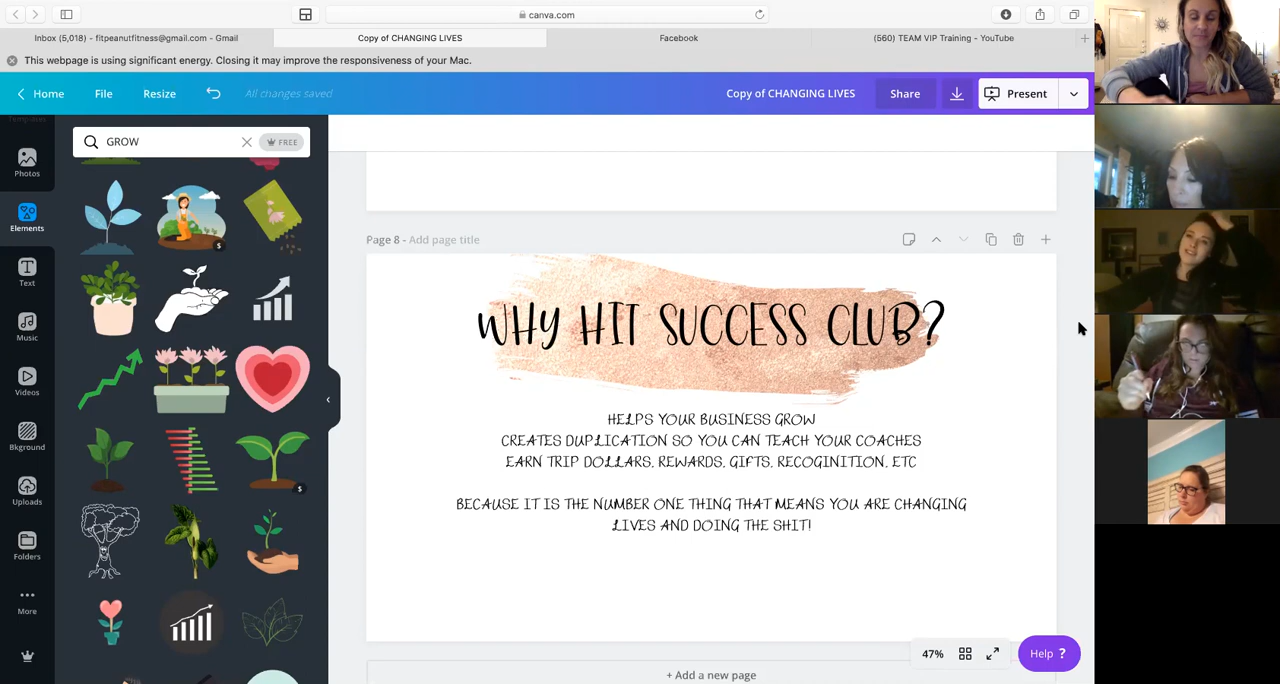 canva.com
Inbox (5,018) - fitpeanutfitness@gmail.com - Gmail
Copy of CHANGING LIVES
Facebook
(560) TEAM VIP Training - YouTube
This webpage is using significant energy. Closing it may improve the responsiveness of your Mac.
Home
File
Resize
All changes saved
Copy of CHANGING LIVES
Share
Present
Templates
GROW
FREE
Photos
Elements
Text
Music
Videos
Bkground
Uploads
Folders
More
$
$
Page 8 - Add page title
WHY HIT SUCCESS CLUB?
HELPS YOUR BUSINESS GROW
CREATES DUPLICATION SO YOU CAN TEACH YOUR COACHES
EARN TRIP DOLLARS, REWARDS, GIFTS, RECOGINITION, ETC
BECAUSE IT IS THE NUMBER ONE THING THAT MEANS YOU ARE CHANGING
LIVES AND DOING THE SHIT!
47%
Help ?
+ Add a new page